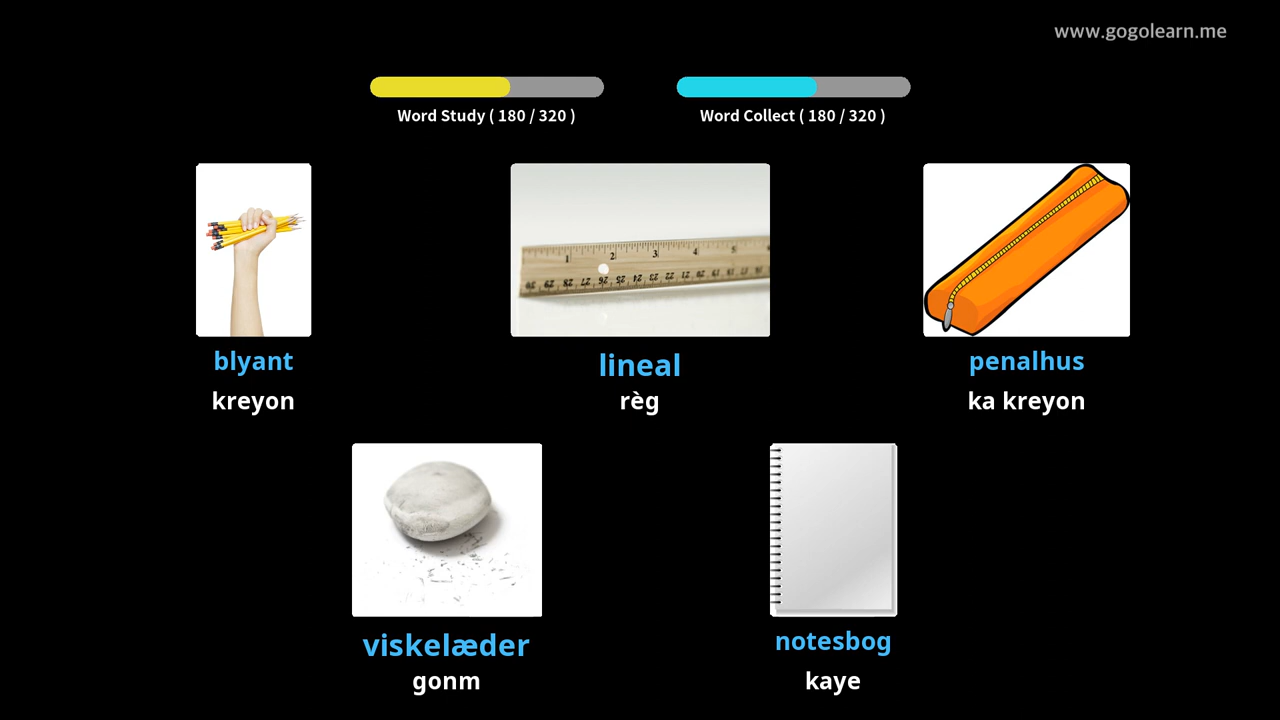 www.gogolearn.me
Word Study ( 180 / 320 )
Word Collect ( 180 / 320 )
blyant
kreyon
lineal
règ
penalhus
ka kreyon
viskelæder
gonm
notesbog
kaye